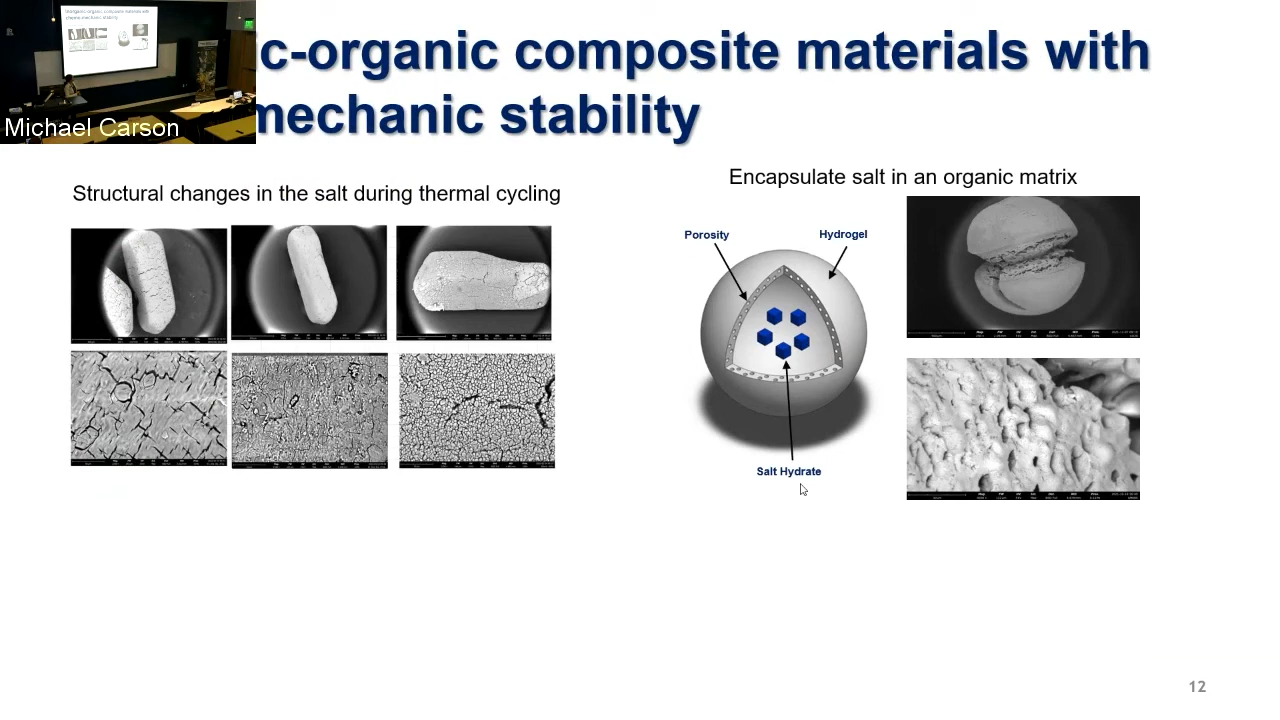 ic-organic composite materials with
mechanic stability
Michael Carson
Structural changes in the salt during thermal cycling
Encapsulate salt in an organic matrix
Porosity
Hydrogel
Salt Hydrate
12